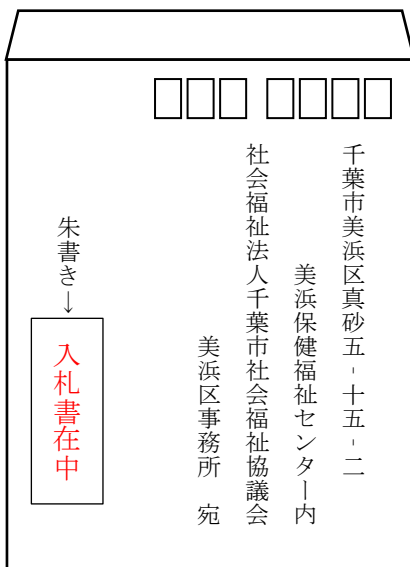 千葉市美浜区真砂五-十五-二
美浜保健福祉センター内
社会福祉法人千葉市社会福祉協議会
美浜区事務所 宛
朱書き→
入札書在中